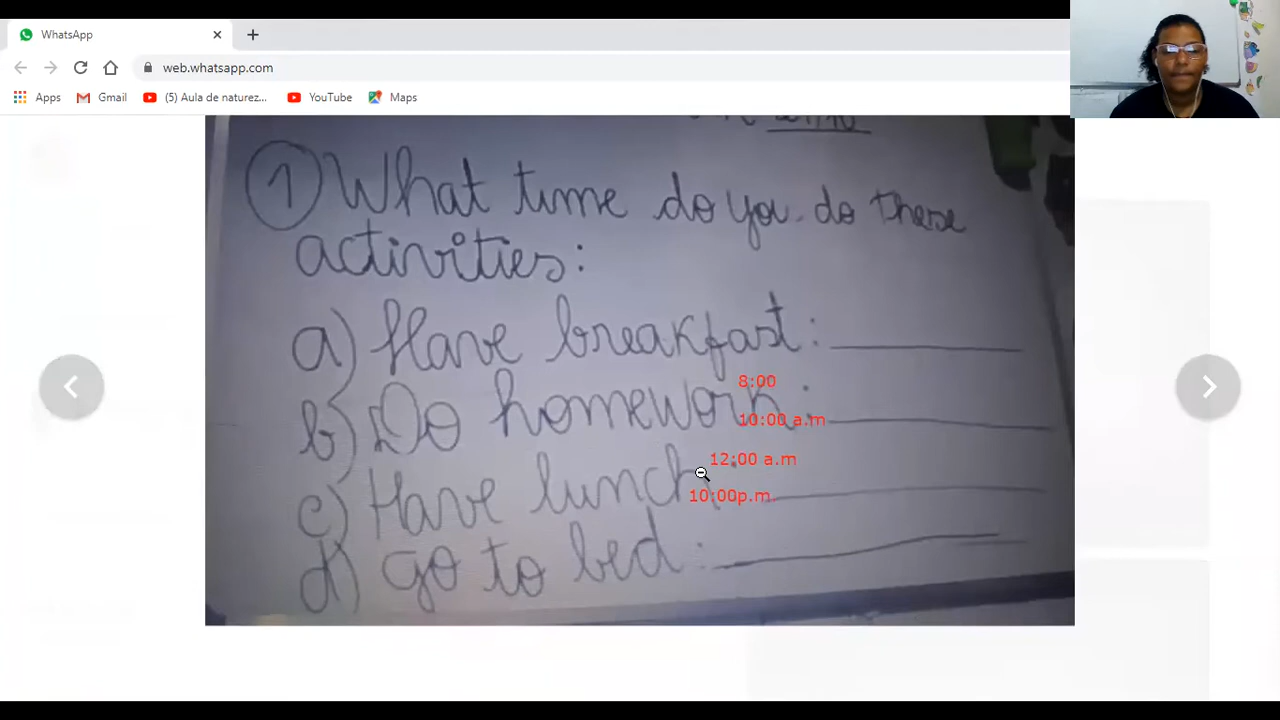 WhatsApp
web.whatsapp.com
Apps Gmail (5) Aula de naturez... YouTube Maps
1 What time do you do these
activities:
a) Have breakfast:
8:00
b) Do homework:
10:00 a.m
12:00 a.m
c) Have lunch:
10:00p.m.
d) go to bed: